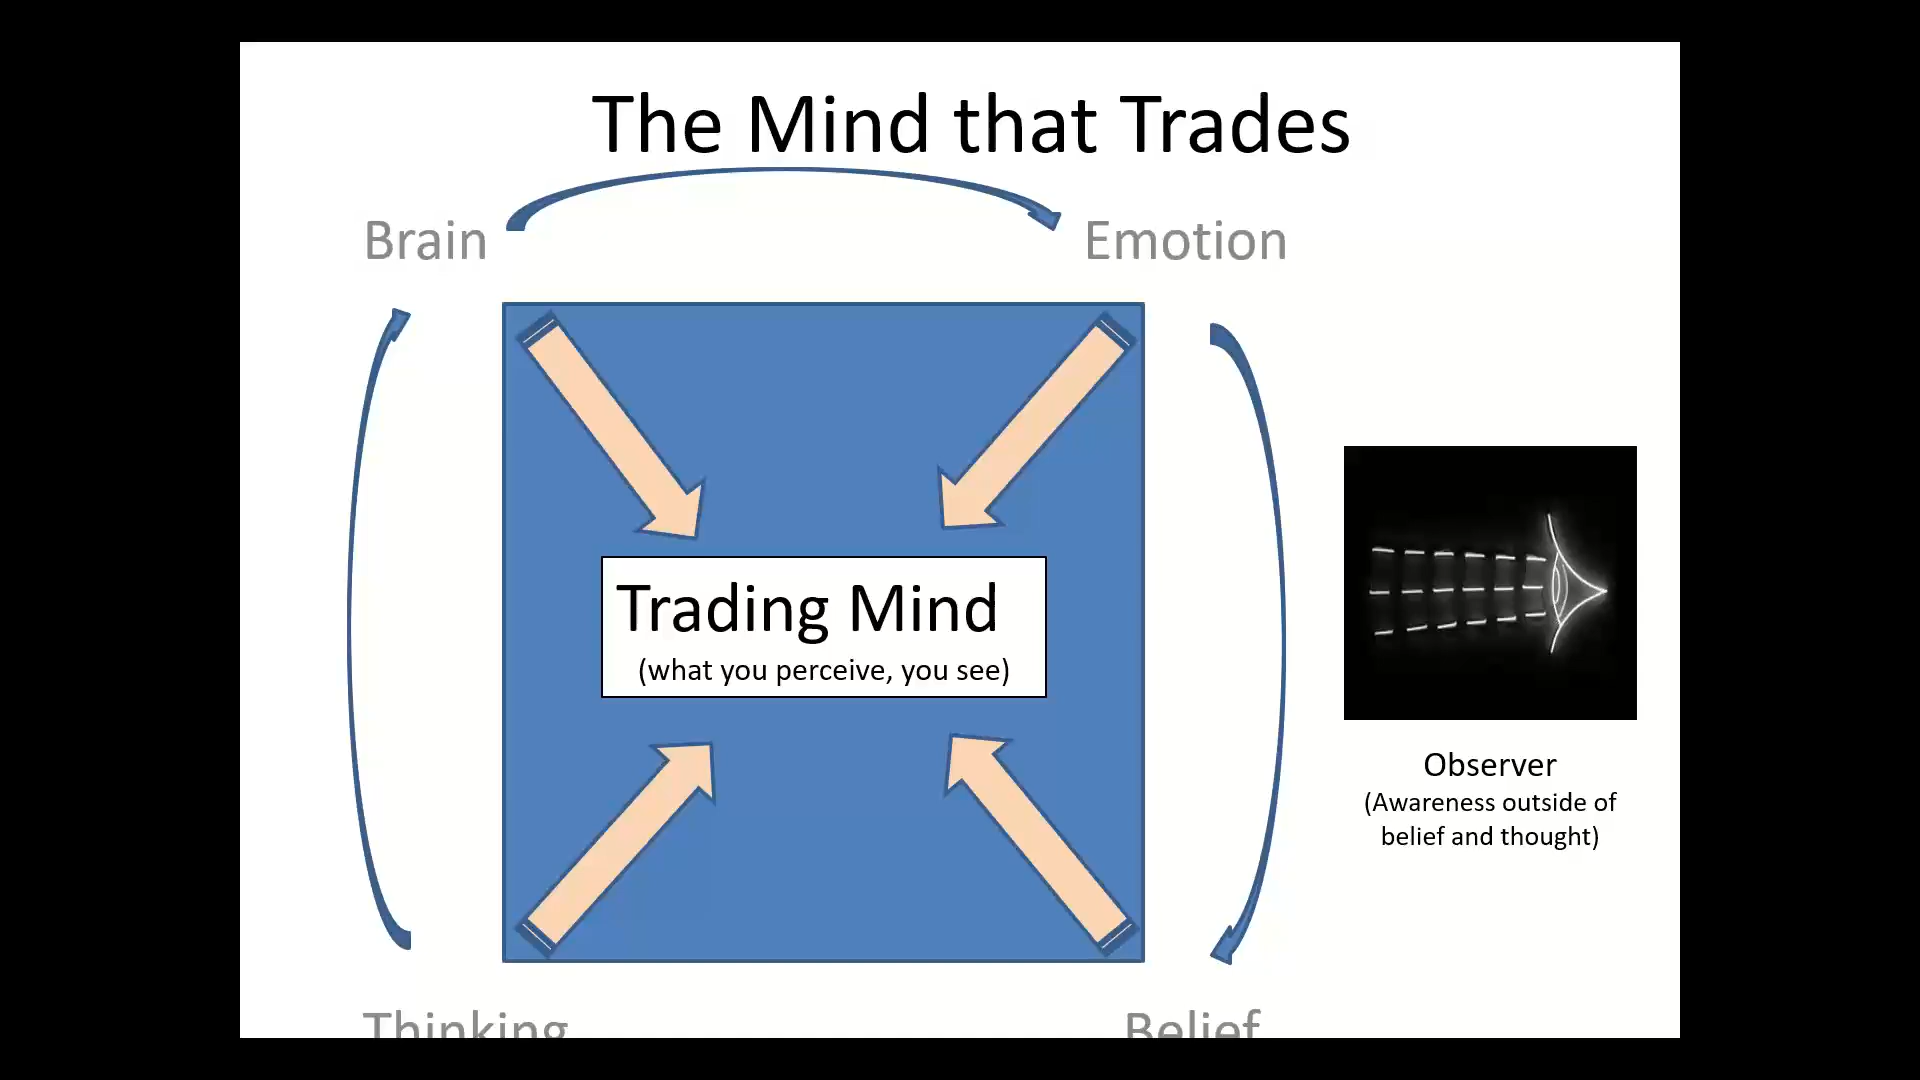 The Mind that Trades
Brain
Emotion
Trading Mind
(what you perceive, you see)
Observer
(Awareness outside of
belief and thought)
Thinking
Belief